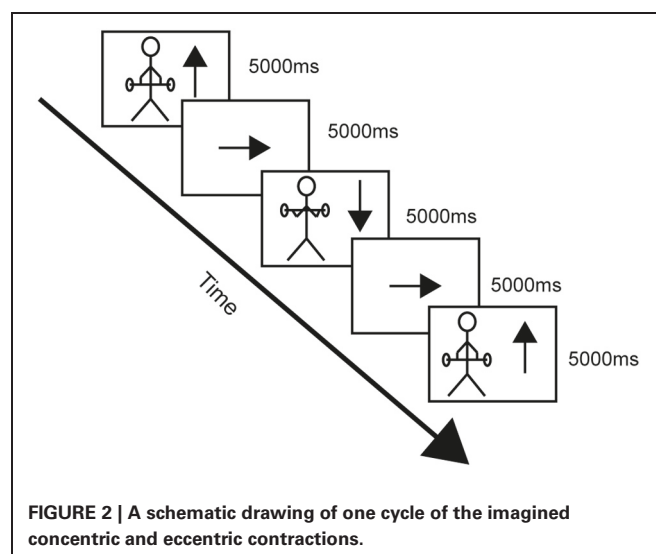 5000ms
5000ms
5000ms
5000ms
5000ms
Time
FIGURE 2 | A schematic drawing of one cycle of the imagined
concentric and eccentric contractions.